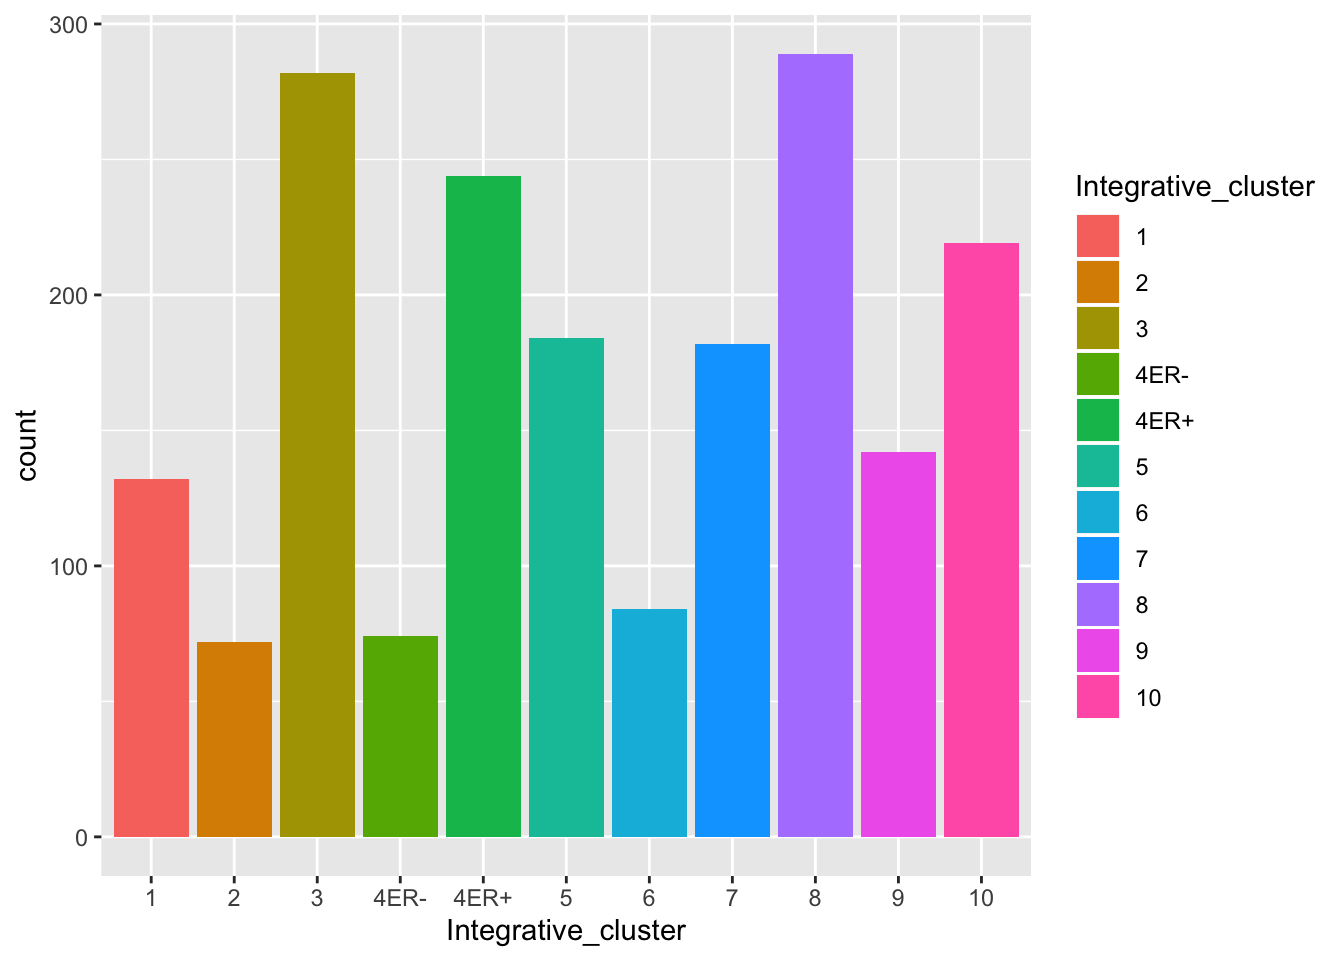 300
200
100
0
count
1 2 3 4ER- 4ER+ 5 6 7 8 9 10
Integrative_cluster
Integrative_cluster
1
2
3
4ER-
4ER+
5
6
7
8
9
10